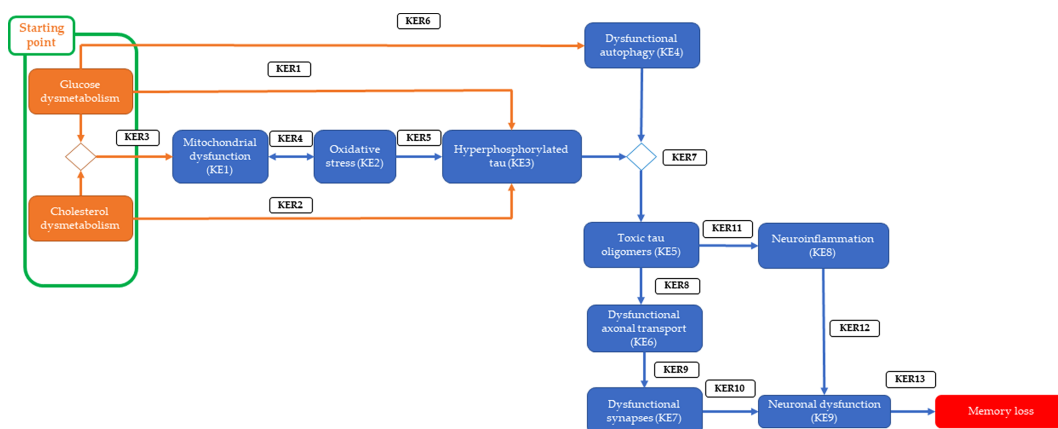 KER6
Starting
point
Dysfunctional
autophagy (KE4)
KER1
Glucose
dysmetabolism
KER3
KER4
KER5
Mitochondrial
dysfunction
(KE1)
Oxidative
stress (KE2)
Hyperphosphorylated
tau (KE3)
KER7
KER2
Cholesterol
dysmetabolism
KER11
Toxic tau
oligomers (KE5)
Neuroinflammation
(KE8)
KER8
Dysfunctional
axonal transport
(KE6)
KER12
KER9
KER10
KER13
Dysfunctional
synapses (KE7)
Neuronal dysfunction
(KE9)
Memory loss